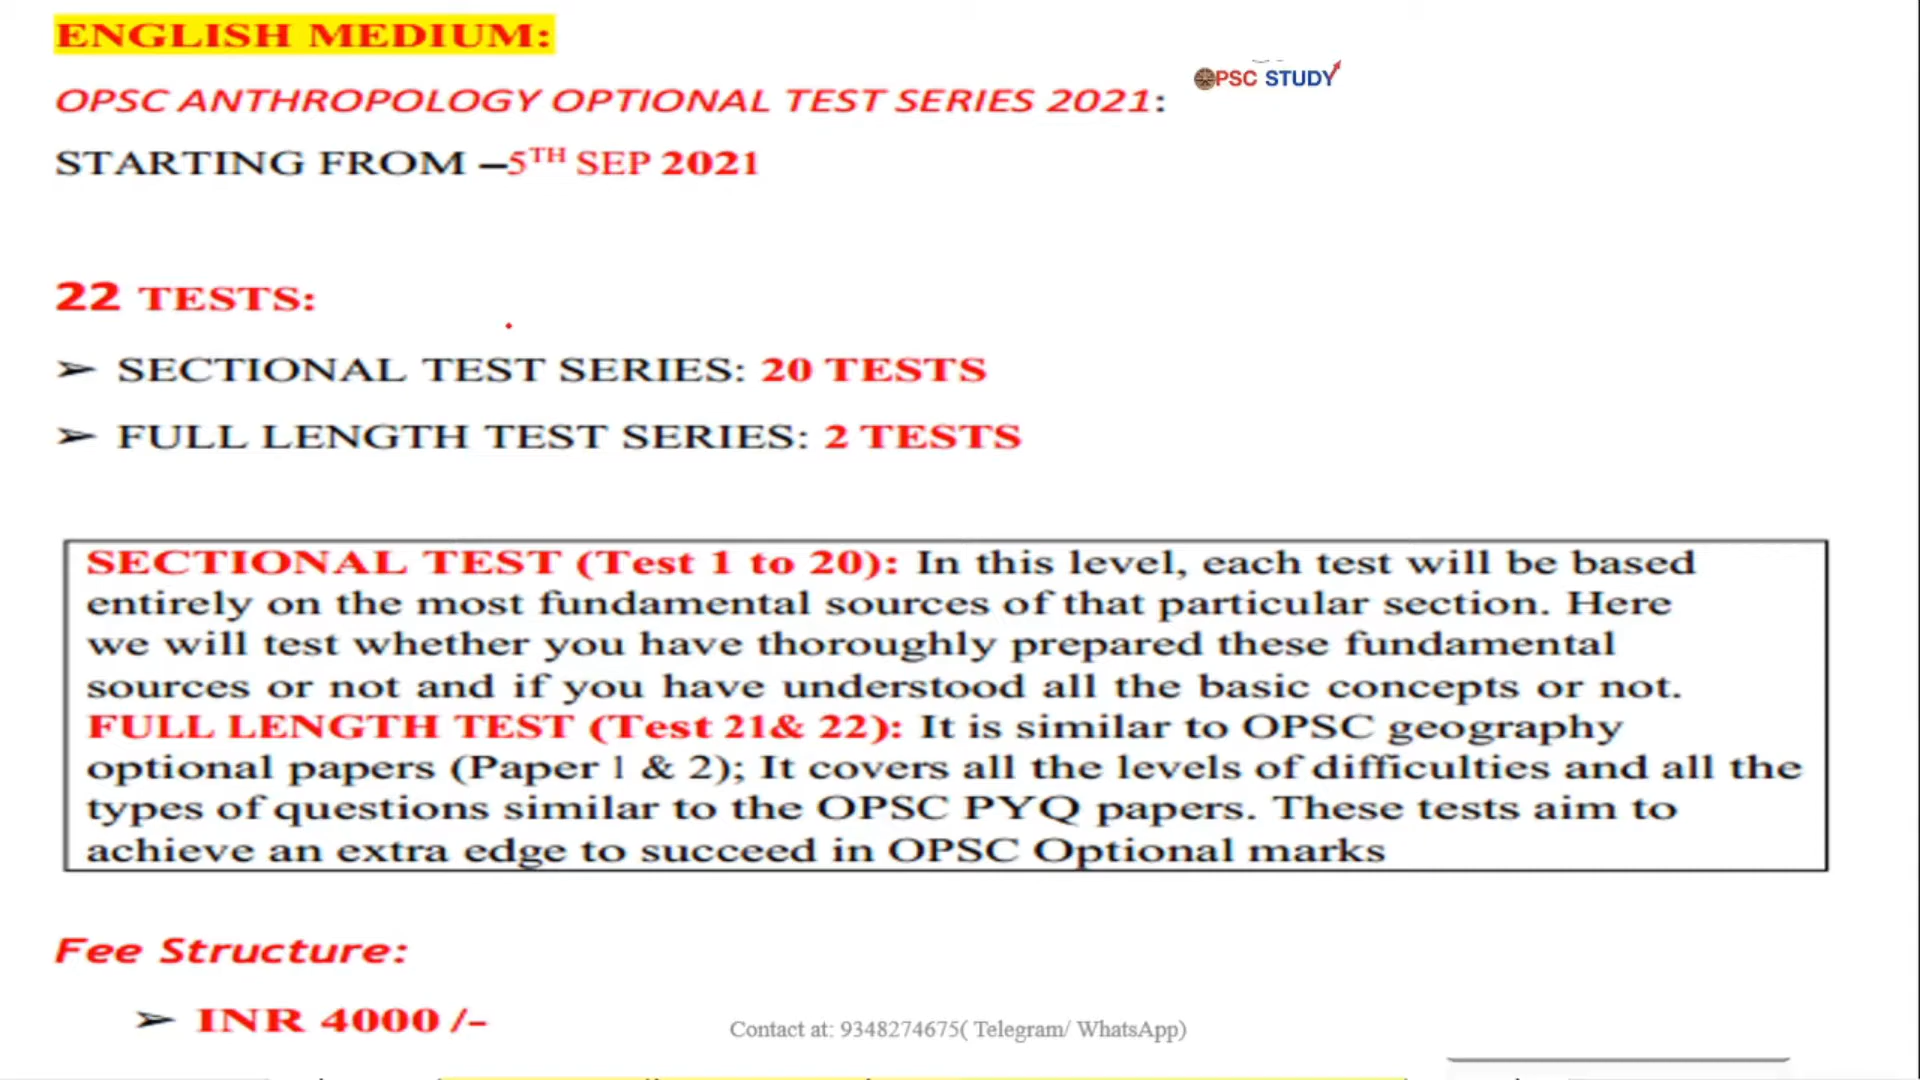 ENGLISH MEDIUM:
OPSC STUDY
OPSC ANTHROPOLOGY OPTIONAL TEST SERIES 2021:
STARTING FROM –5TH SEP 2021
22 TESTS:
➢ SECTIONAL TEST SERIES: 20 TESTS
➢ FULL LENGTH TEST SERIES: 2 TESTS
SECTIONAL TEST (Test 1 to 20): In this level, each test will be based
entirely on the most fundamental sources of that particular section. Here
we will test whether you have thoroughly prepared these fundamental
sources or not and if you have understood all the basic concepts or not.
FULL LENGTH TEST (Test 21& 22): It is similar to OPSC geography
optional papers (Paper 1 & 2); It covers all the levels of difficulties and all the
types of questions similar to the OPSC PYQ papers. These tests aim to
achieve an extra edge to succeed in OPSC Optional marks
Fee Structure:
➢ INR 4000 /-
Contact at: 9348274675( Telegram/ WhatsApp)